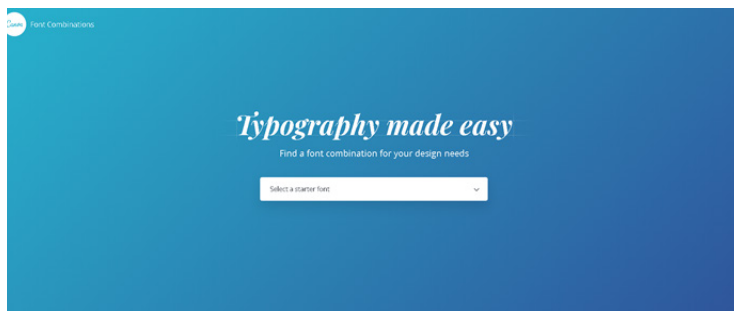 Canva
Font Combinations
Typography made easy
Find a font combination for your design needs
Select a starter font